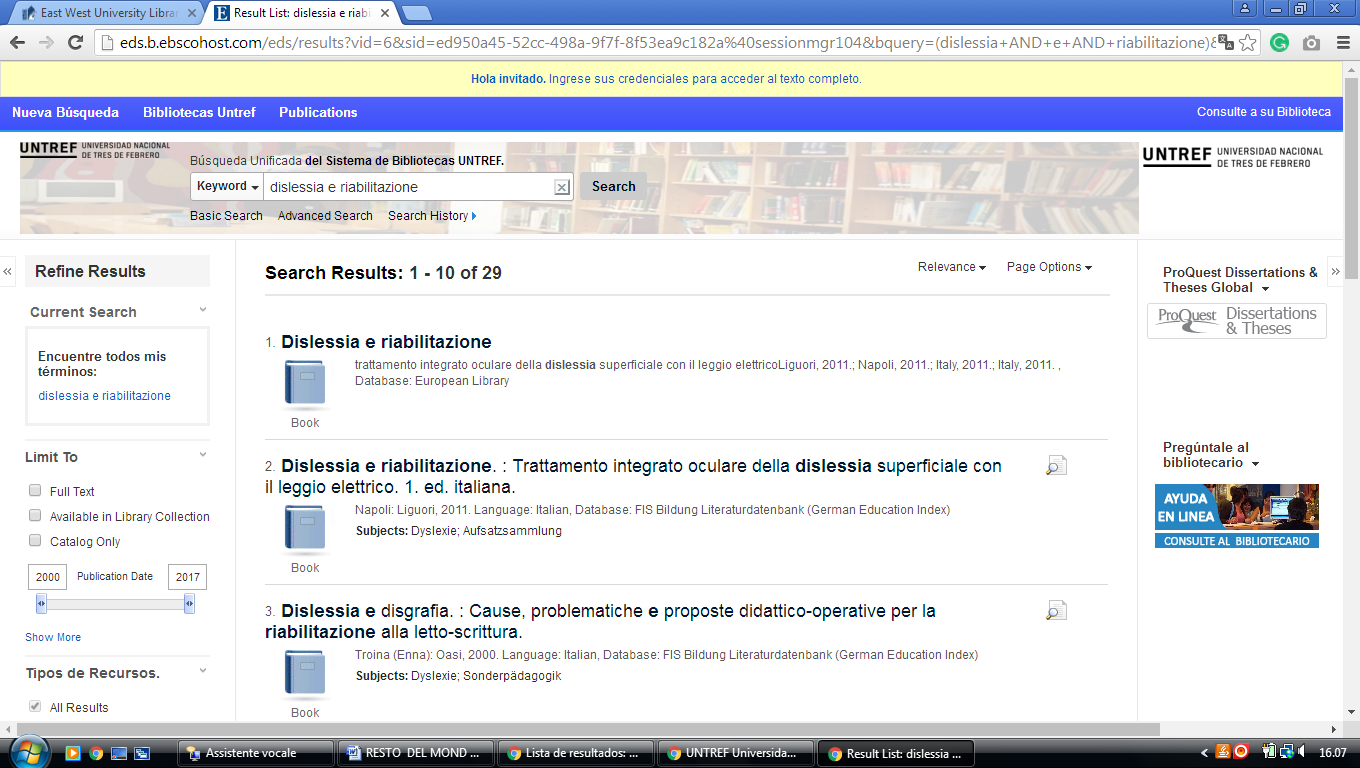 East West University Librar
Result List: dislessia e riabi
eds.b.ebscohost.com/eds/results?vid=6&sid=ed950a45-52cc-498a-9f7f-8f53ea9c182a%40sessionmgr104&bquery=(dislessia+AND+e+AND+riabilitazione)&
Hola invitado. Ingrese sus credenciales para acceder al texto completo.
Nueva Búsqueda Bibliotecas Untref Publications Consulte a su Biblioteca
UNTREF UNIVERSIDAD NACIONAL
DE TRES DE FEBRERO
Búsqueda Unificada del Sistema de Bibliotecas UNTREF.
Keyword dislessia e riabilitazione Search
Basic Search Advanced Search Search History
UNTREF UNIVERSIDAD NACIONAL
DE TRES DE FEBRERO
Refine Results
Current Search
Encuentre todos mis
términos:
dislessia e riabilitazione
Limit To
Full Text
Available in Library Collection
Catalog Only
2000 Publication Date 2017
Show More
Tipos de Recursos.
All Results
Search Results: 1 - 10 of 29
Relevance Page Options
1. Dislessia e riabilitazione
trattamento integrato oculare della dislessia superficiale con il leggio elettricoLiguori, 2011.; Napoli, 2011.; Italy, 2011.; Italy, 2011. ,
Database: European Library
Book
2. Dislessia e riabilitazione. : Trattamento integrato oculare della dislessia superficiale con
il leggio elettrico. 1. ed. italiana.
Napoli: Liguori, 2011. Language: Italian, Database: FIS Bildung Literaturdatenbank (German Education Index)
Subjects: Dyslexie; Aufsatzsammlung
Book
3. Dislessia e disgrafia. : Cause, problematiche e proposte didattico-operative per la
riabilitazione alla letto-scrittura.
Troina (Enna): Oasi, 2000. Language: Italian, Database: FIS Bildung Literaturdatenbank (German Education Index)
Subjects: Dyslexie; Sonderpädagogik
Book
ProQuest Dissertations &
Theses Global
ProQuest Dissertations
& Theses
Pregúntale al
bibliotecario
AYUDA
EN LINEA
CONSULTE AL BIBLIOTECARIO
Assistente vocale
RESTO DEL MOND ...
Lista de resultados: ...
UNTREF Universida...
Result List: dislessia ...
16.07